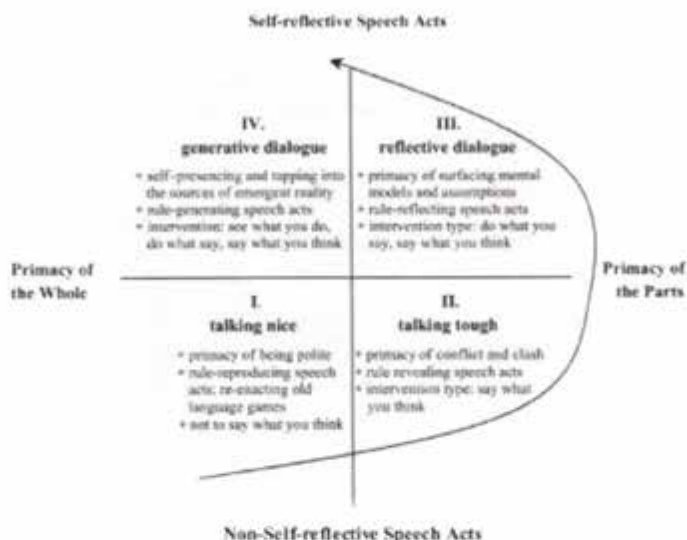 Self-reflective Speech Acts
IV.
generative dialogue
• self-presencing and tapping into
the sources of emergent reality
• rule-generating speech acts
• intervention: see what you do,
do what say, say what you think
III.
reflective dialogue
• primacy of surfacing mental
models and assumptions
• rule-reflecting speech acts
• intervention type: do what you
say, say what you think
Primacy of
the Whole
Primacy of
the Parts
I.
talking nice
• primacy of being polite
• rule-reproducing speech
acts: re-enacting old
language games
• not to say what you think
II.
talking tough
• primacy of conflict and clash
• rule revealing speech acts
• intervention type: say what
you think
Non-Self-reflective Speech Acts